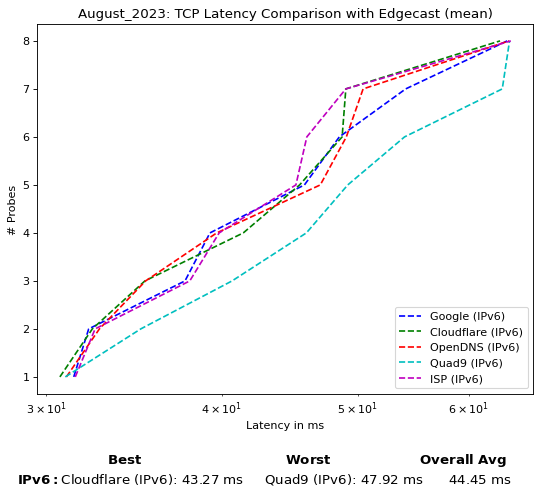 August_2023: TCP Latency Comparison with Edgecast (mean)
8
7
6
5
4
3
2
1
# Probes
Google (IPv6)
Cloudflare (IPv6)
OpenDNS (IPv6)
Quad9 (IPv6)
ISP (IPv6)
3 × 10¹ 4 × 10¹ 5 × 10¹ 6 × 10¹
Latency in ms
Best Worst Overall Avg
IPv6: Cloudflare (IPv6): 43.27 ms Quad9 (IPv6): 47.92 ms 44.45 ms